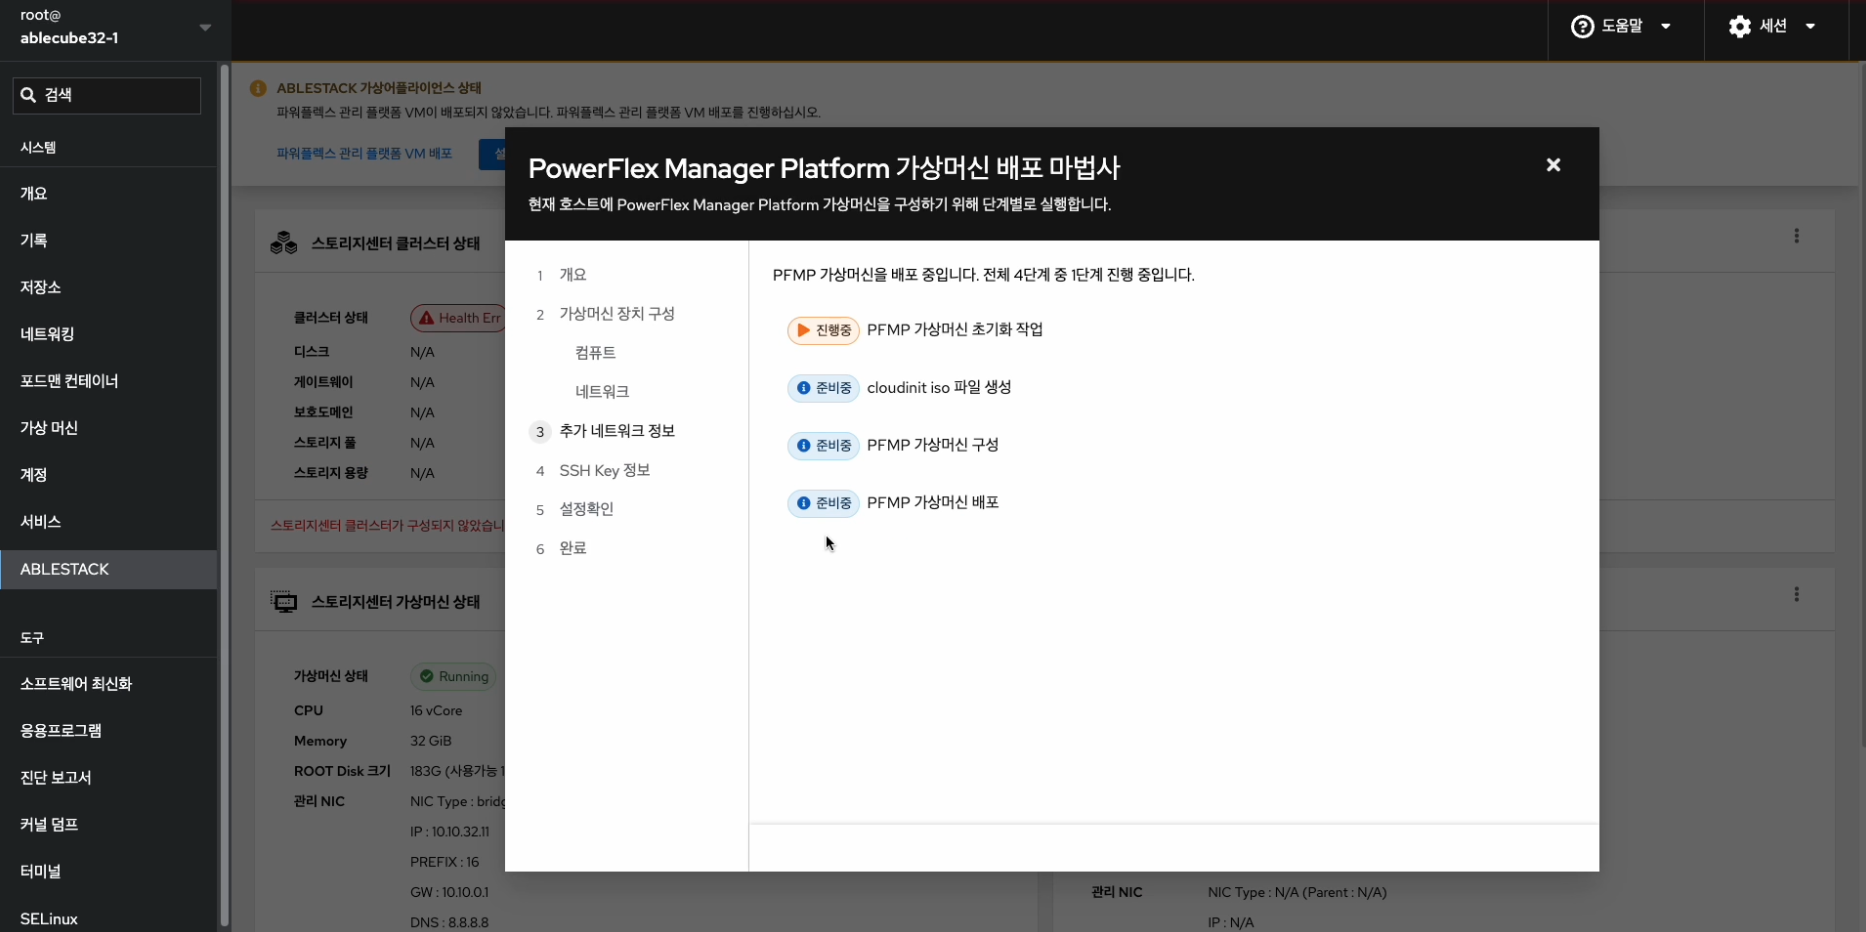 root@
ablecube32-1
도움말
세션
검색
시스템
개요
기록
저장소
네트워킹
포드맨 컨테이너
가상 머신
계정
서비스
ABLESTACK
도구
소프트웨어 최신화
응용프로그램
진단 보고서
커널 덤프
터미널
SELinux
ABLESTACK 가상어플라이언스 상태
파워플렉스 관리 플랫폼 VM이 배포되지 않았습니다. 파워플렉스 관리 플랫폼 VM 배포를 진행하십시오.
파워플렉스 관리 플랫폼 VM 배포
스토리지센터 클러스터 상태
클러스터 상태 Health Err
디스크 N/A
게이트웨이 N/A
보호도메인 N/A
스토리지 풀 N/A
스토리지 용량 N/A
스토리지센터 클러스터가 구성되지 않았습니
스토리지센터 가상머신 상태
가상머신 상태 Running
CPU 16 vCore
Memory 32 GiB
ROOT Disk 크기 183G (사용가능 1
관리 NIC NIC Type : bridg
IP : 10.10.32.11
PREFIX : 16
GW : 10.10.0.1
DNS : 8.8.8.8
PowerFlex Manager Platform 가상머신 배포 마법사
현재 호스트에 PowerFlex Manager Platform 가상머신을 구성하기 위해 단계별로 실행합니다.
1 개요
2 가상머신 장치 구성
컴퓨트
네트워크
3 추가 네트워크 정보
4 SSH Key 정보
5 설정확인
6 완료
PFMP 가상머신을 배포 중입니다. 전체 4단계 중 1단계 진행 중입니다.
진행중 PFMP 가상머신 초기화 작업
준비중 cloudinit iso 파일 생성
준비중 PFMP 가상머신 구성
준비중 PFMP 가상머신 배포
관리 NIC NIC Type : N/A (Parent : N/A)
IP : N/A